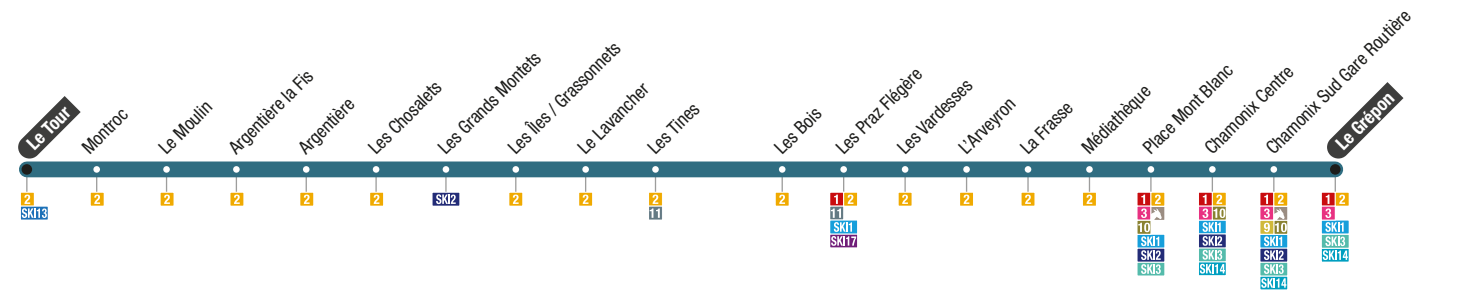 Le Tour
Montroc
Le Moulin
Argentière la Fis
Argentière
Les Chosalets
Les Grands Montets
Les Îles / Grassonnets
Le Lavancher
Les Tines
Les Bois
Les Praz Flégère
Les Vardesses
L'Arveyron
La Frasse
Médiathèque
Place Mont Blanc
Chamonix Centre
Chamonix Sud Gare Routière
Le Grépon
2
SKI13
2
2
2
2
2
SKI2
2
2
2
11
2
1 2
11
SKI1
SKI17
2
2
2
2
1 2
3
10
SKI1
SKI2
SKI3
1 2
3 10
SKI1
SKI2
SKI3
SKI14
1 2
3
9 10
SKI1
SKI2
SKI3
SKI14
1 2
3
SKI1
SKI3
SKI14